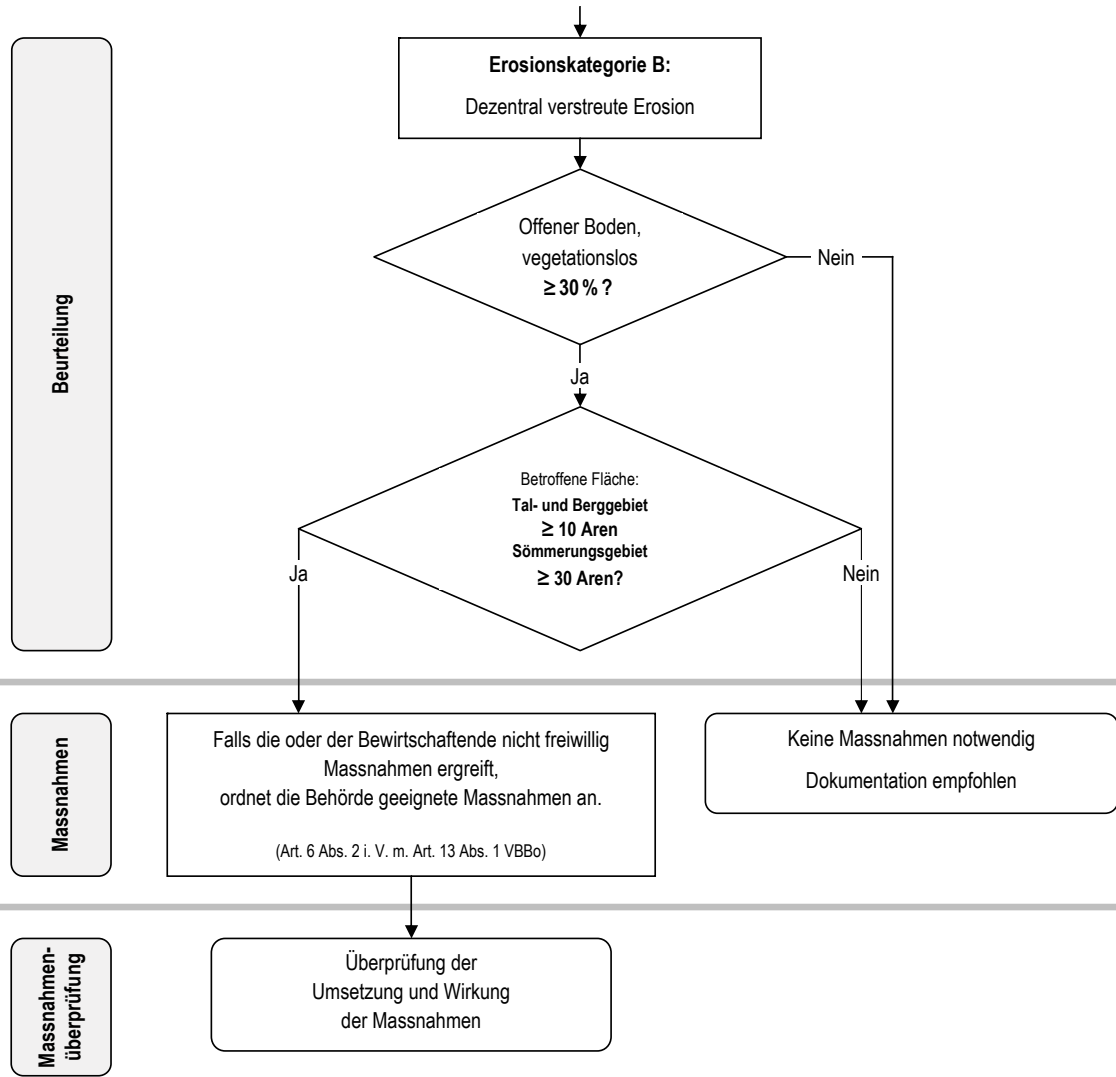 Beurteilung
Erosionskategorie B:
Dezentral verstreute Erosion
Offener Boden,
vegetationslos
≥ 30 % ?
Nein
Ja
Betroffene Fläche:
Tal- und Berggebiet
≥ 10 Aren
Sömmerungsgebiet
≥ 30 Aren?
Ja
Nein
Massnahmen
Falls die oder der Bewirtschaftende nicht freiwillig
Massnahmen ergreift,
ordnet die Behörde geeignete Massnahmen an.
(Art. 6 Abs. 2 i. V. m. Art. 13 Abs. 1 VBBo)
Keine Massnahmen notwendig
Dokumentation empfohlen
Massnahmen-
überprüfung
Überprüfung der
Umsetzung und Wirkung
der Massnahmen